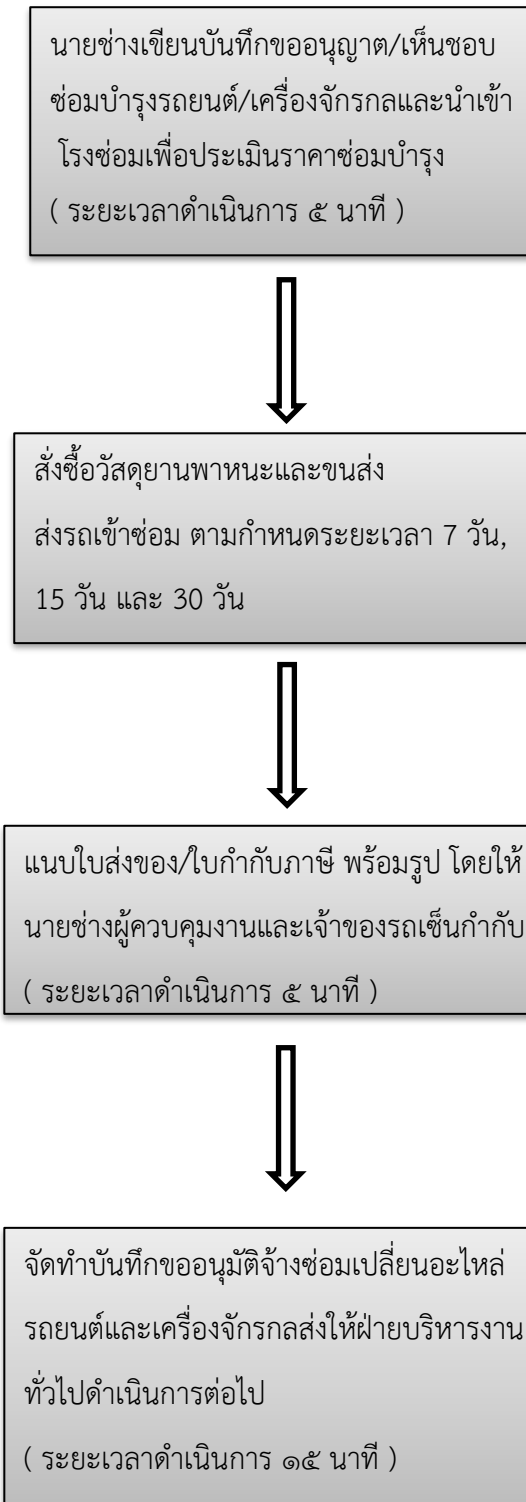 นายช่างเขียนบันทึกขออนุญาต/เห็นชอบ
ซ่อมบำรุงรถยนต์/เครื่องจักรกลและนำเข้า
โรงซ่อมเพื่อประเมินราคาซ่อมบำรุง
( ระยะเวลาดำเนินการ ๕ นาที )
สั่งซื้อวัสดุยานพาหนะและขนส่ง
ส่งรถเข้าซ่อม ตามกำหนดระยะเวลา 7 วัน,
15 วัน และ 30 วัน
แนบใบส่งของ/ใบกำกับภาษี พร้อมรูป โดยให้
นายช่างผู้ควบคุมงานและเจ้าของรถเซ็นกำกับ
( ระยะเวลาดำเนินการ ๕ นาที )
จัดทำบันทึกขออนุมัติจ้างซ่อมเปลี่ยนอะไหล่
รถยนต์และเครื่องจักรกลส่งให้ฝ่ายบริหารงาน
ทั่วไปดำเนินการต่อไป
( ระยะเวลาดำเนินการ ๑๕ นาที )